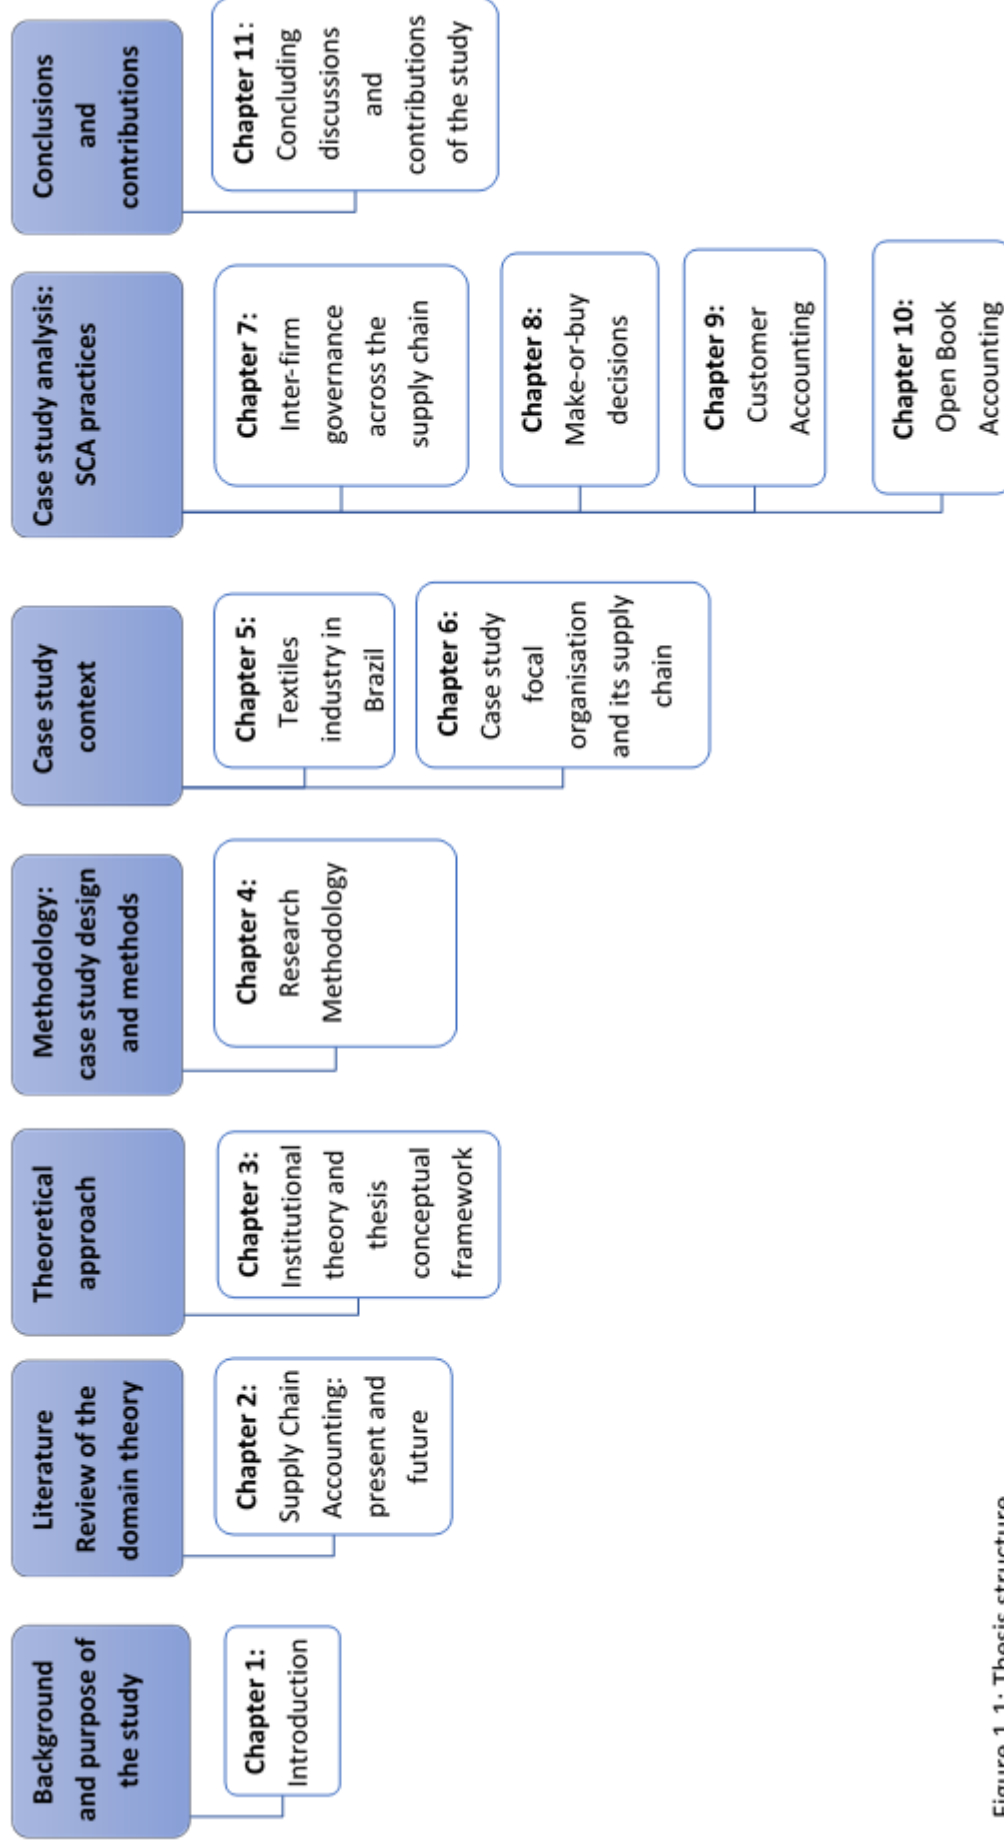 Background
and purpose of
the study
Chapter 1:
Introduction
Literature
Review of the
domain theory
Chapter 2:
Supply Chain
Accounting:
present and
future
Theoretical
approach
Chapter 3:
Institutional
theory and
thesis
conceptual
framework
Methodology:
case study design
and methods
Chapter 4:
Research
Methodology
Case study
context
Chapter 5:
Textiles
industry in
Brazil
Chapter 6:
Case study
focal
organisation
and its supply
chain
Case study analysis:
SCA practices
Chapter 7:
Inter-firm
governance
across the
supply chain
Chapter 8:
Make-or-buy
decisions
Chapter 9:
Customer
Accounting
Chapter 10:
Open Book
Accounting
Conclusions
and
contributions
Chapter 11:
Concluding
discussions
and
contributions
of the study
Figure 1.1: Thesis structure